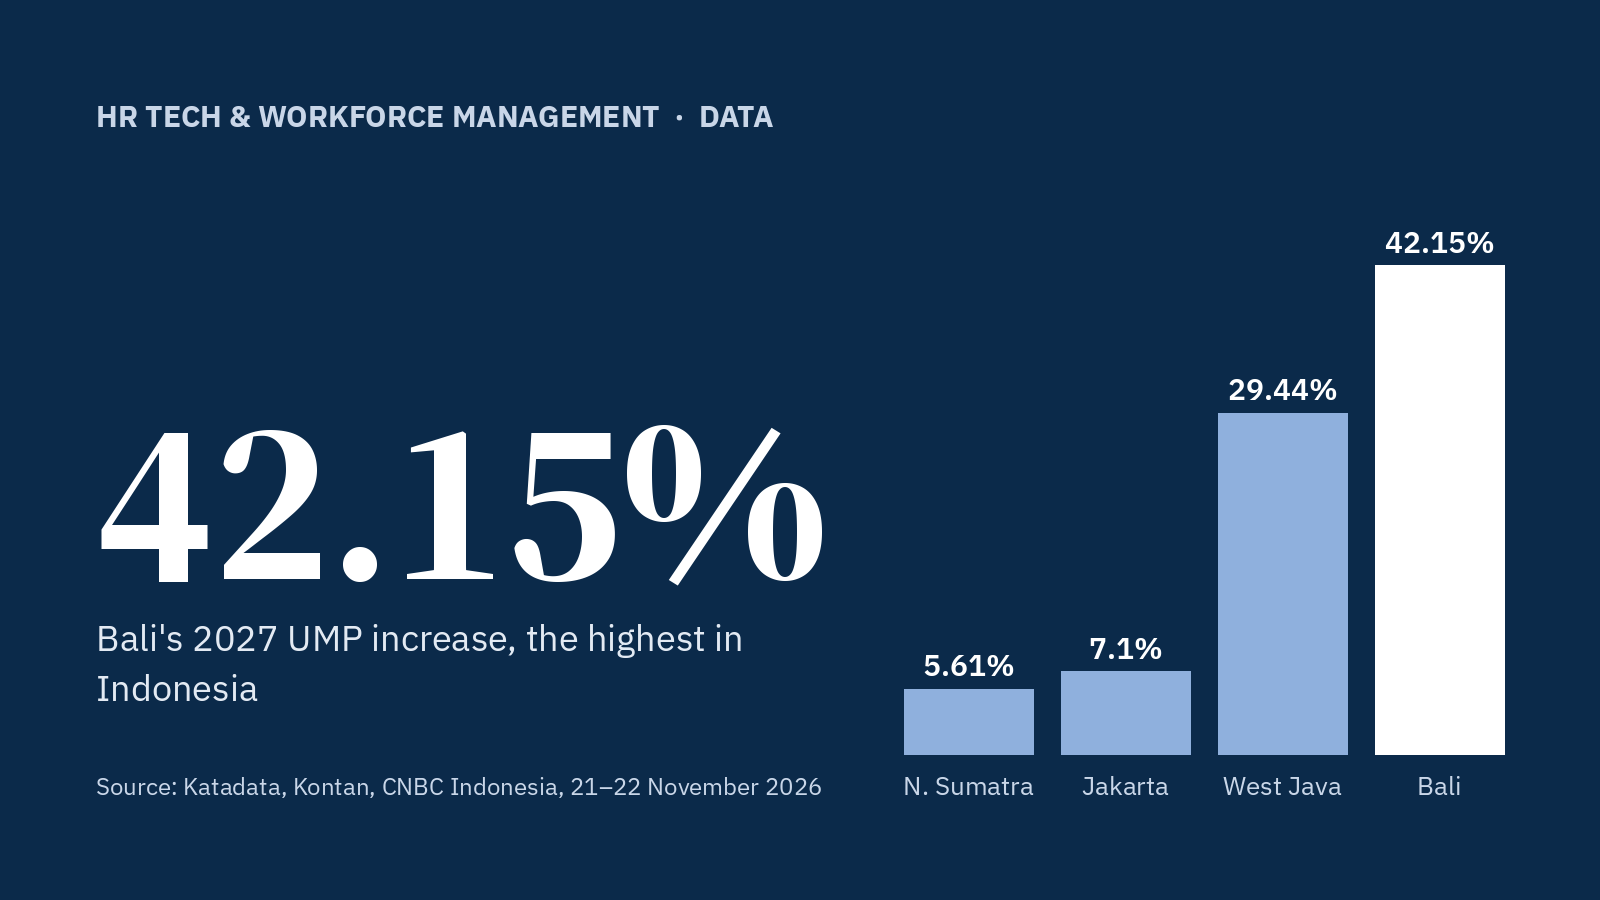 HR TECH & WORKFORCE MANAGEMENT · DATA
42.15%
Bali's 2027 UMP increase, the highest in
Indonesia
Source: Katadata, Kontan, CNBC Indonesia, 21–22 November 2026
5.61%
7.1%
29.44%
42.15%
N. Sumatra
Jakarta
West Java
Bali